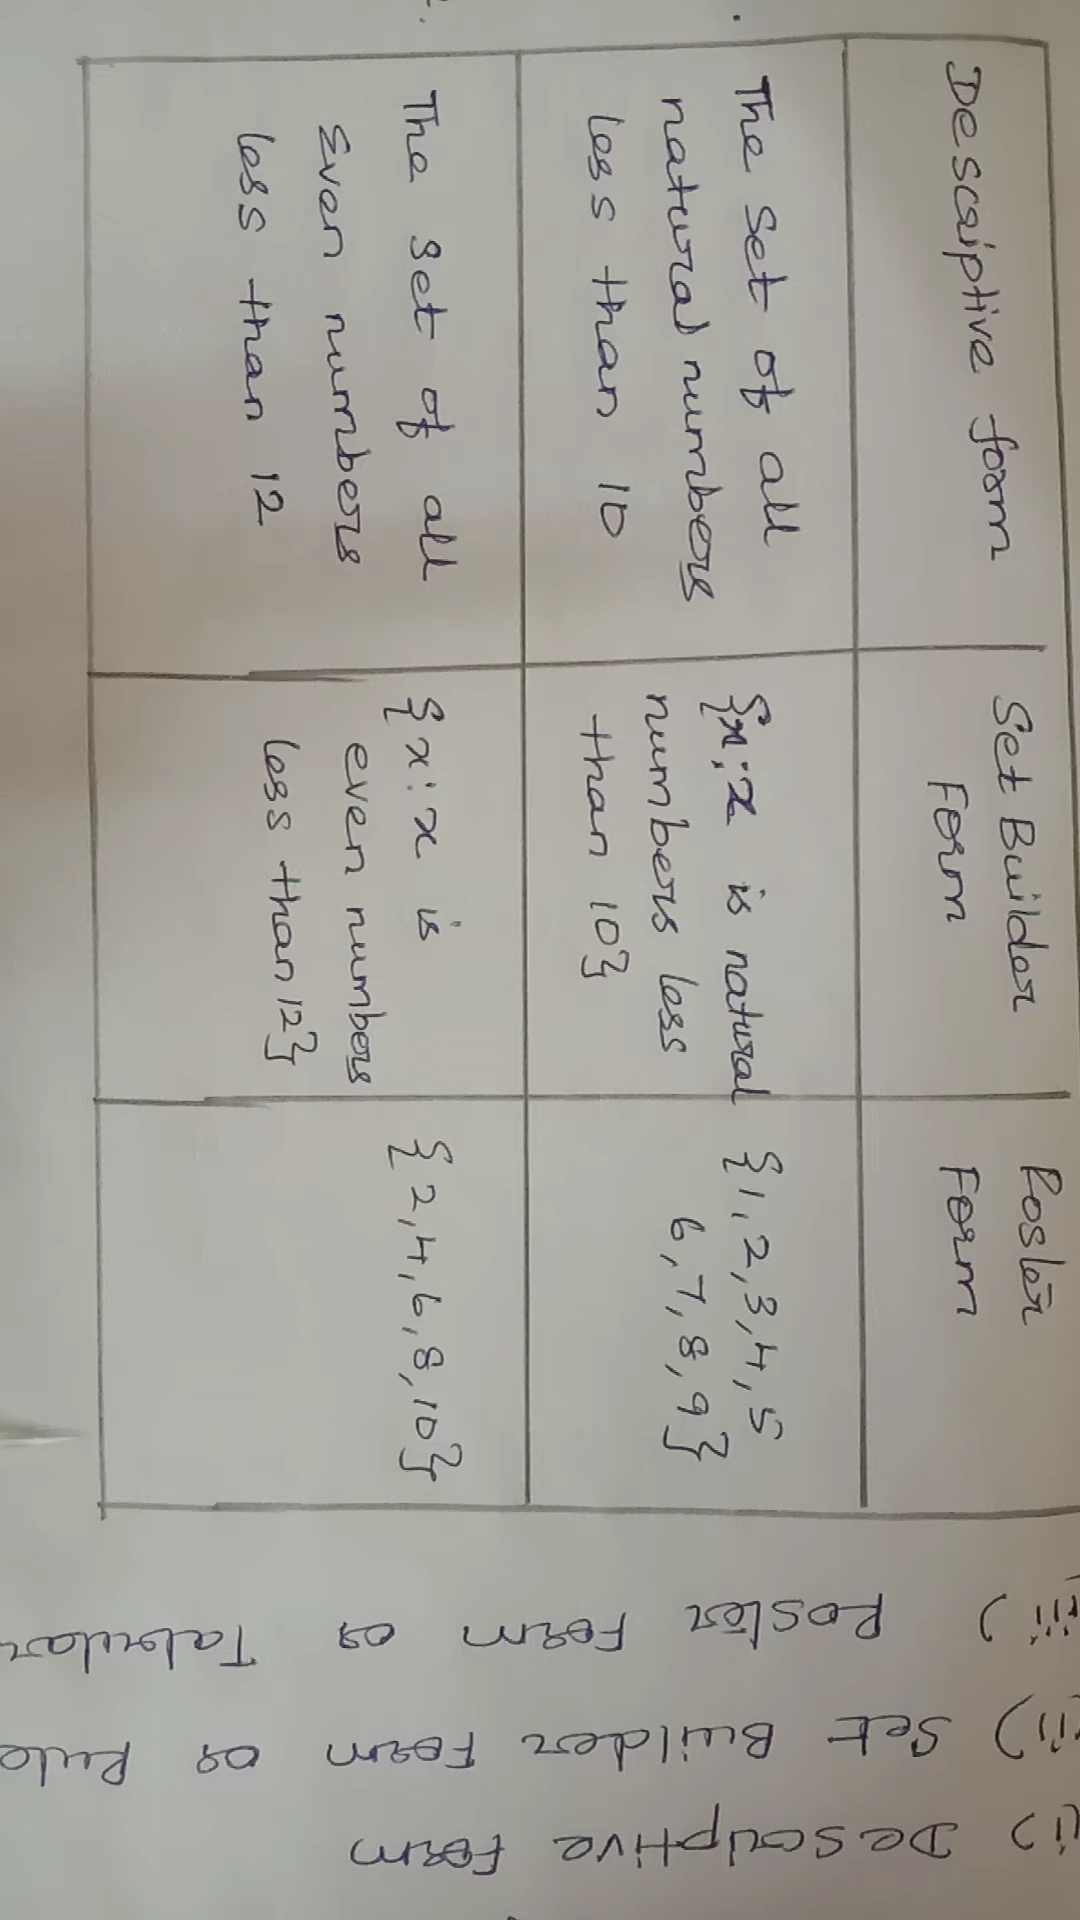 Descriptive form
Set Builder
Form
Roster
Form
The set of all
natural numbers
less than 10
{x: x is natural
numbers less
than 10}
{1, 2, 3, 4, 5
6, 7, 8, 9}
The set of all
Even numbers
less than 12
{x: x is
even numbers
less than 12}
{2, 4, 6, 8, 10}
(i) Descriptive form
(ii) Set Builder Form or Rule
(iii) Roster Form or Tabular